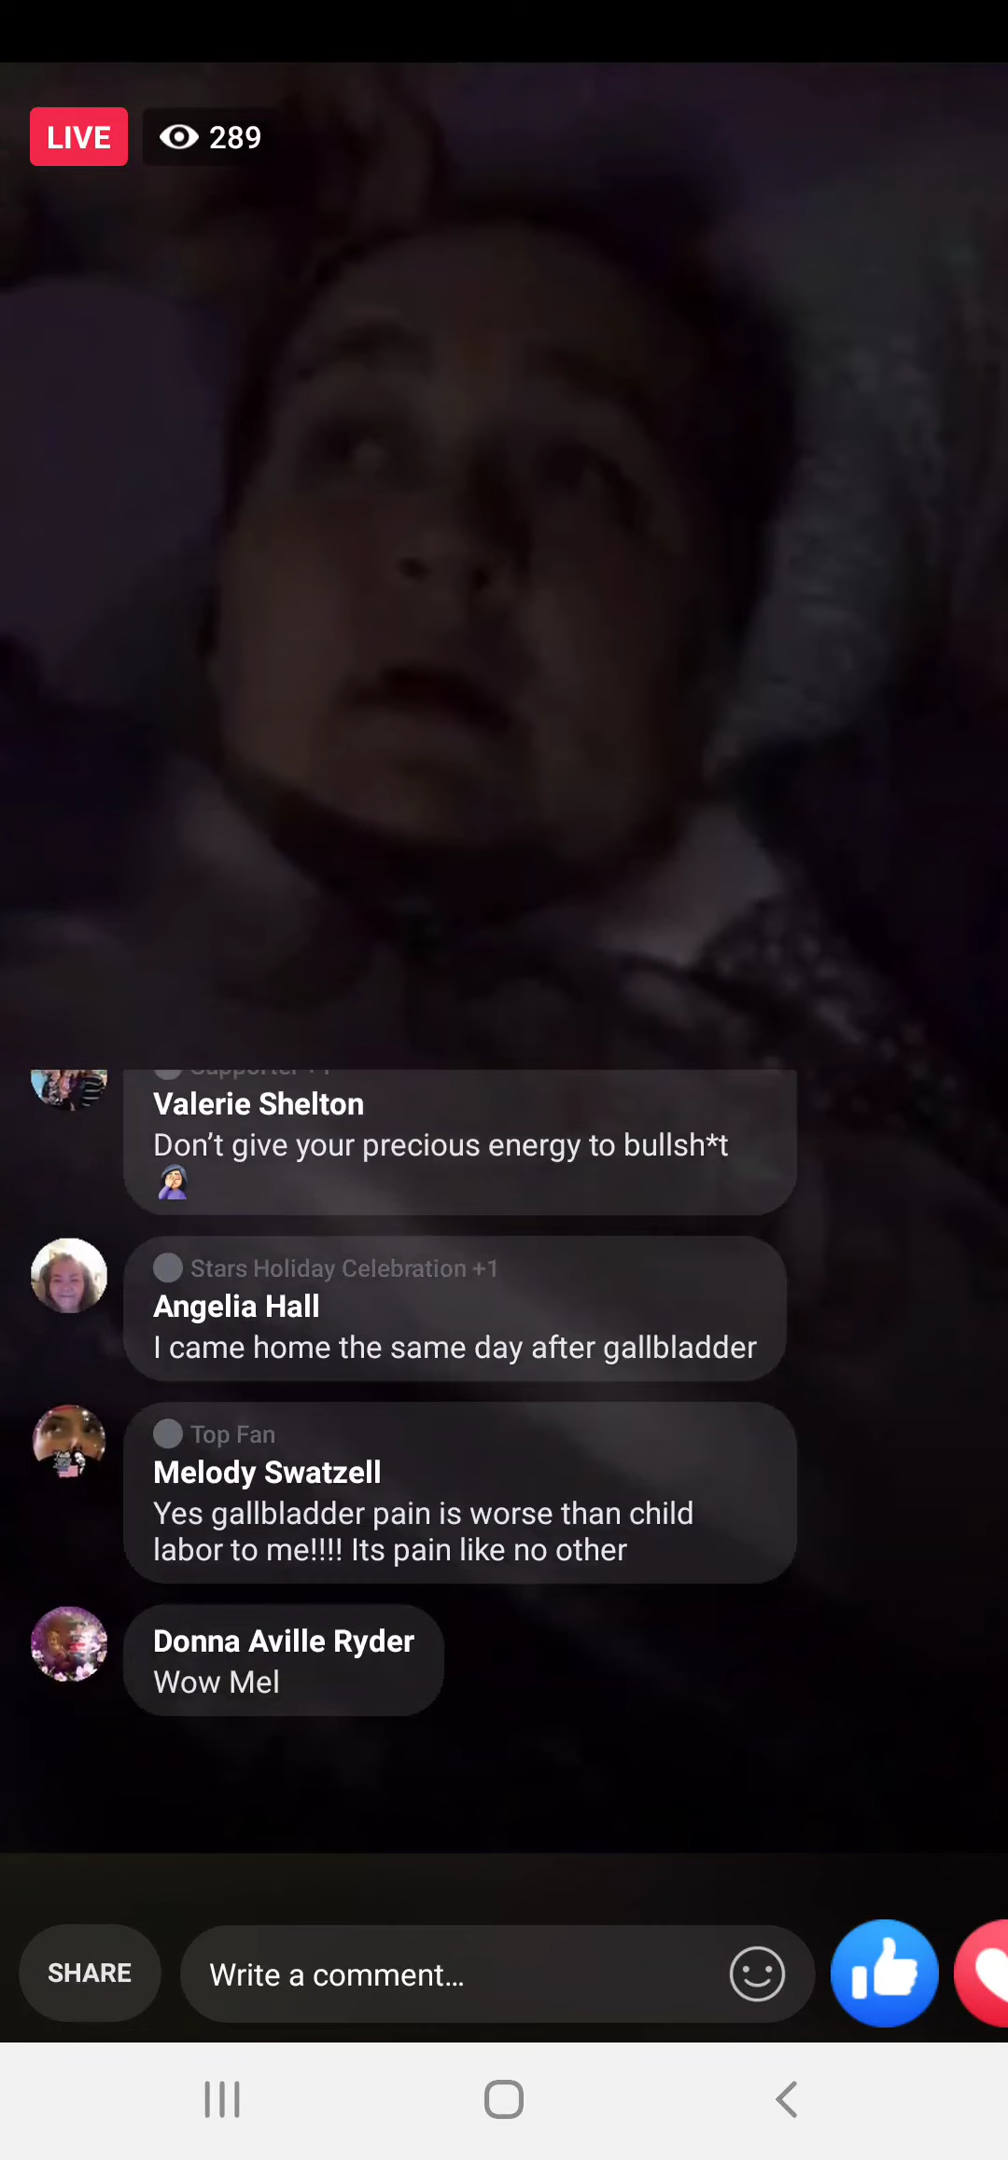 LIVE 289
Supporter +1
Valerie Shelton
Don’t give your precious energy to bullsh*t
Stars Holiday Celebration +1
Angelia Hall
I came home the same day after gallbladder
Top Fan
Melody Swatzell
Yes gallbladder pain is worse than child
labor to me!!!! Its pain like no other
Donna Aville Ryder
Wow Mel
SHARE Write a comment...